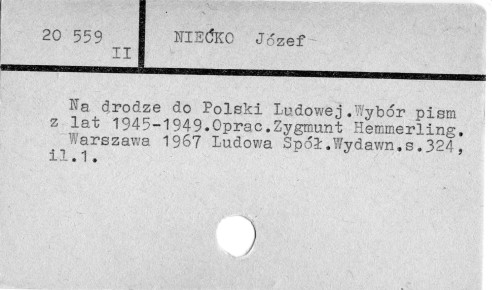 20 559
II
NIEĆKO Józef
Na drodze do Polski Ludowej.Wybór pism
z lat 1945-1949.Oprac.Zygmunt Hemmerling.
Warszawa 1967 Ludowa Spół.Wydawn.s.324,
il.1.